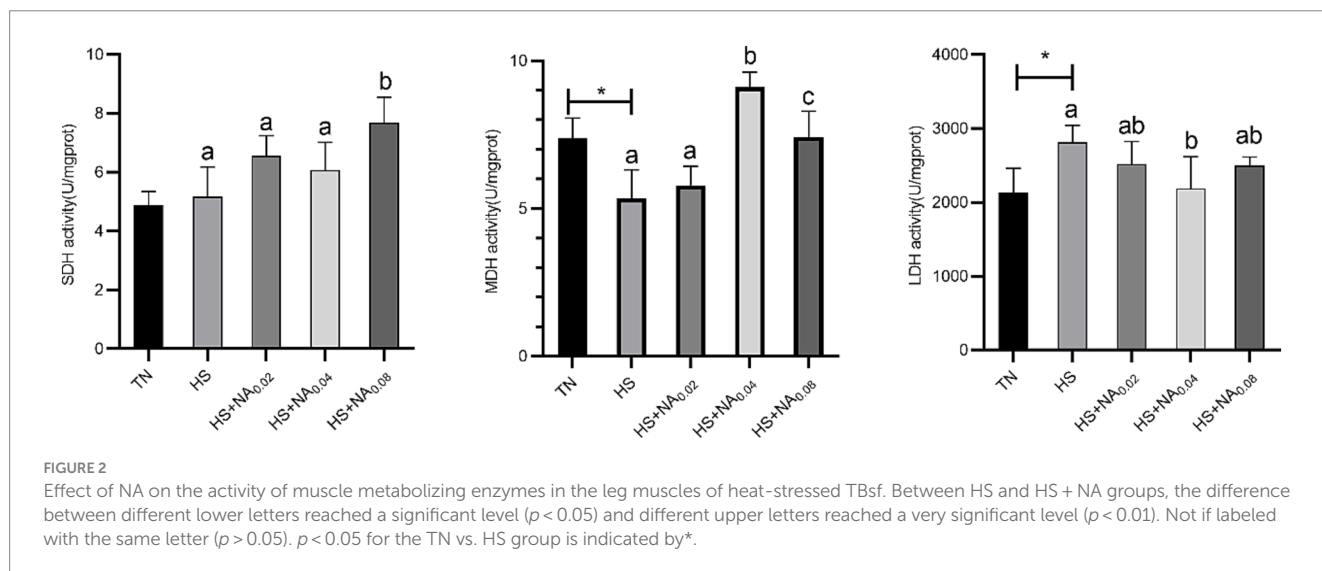 SDH activity(U/mgprot)
10
8
6
4
2
0
a
a
a
b
TN
HS
HS+NA0.02
HS+NA0.04
HS+NA0.08
MDH activity(U/mgprot)
10
5
0
*
a
a
b
c
TN
HS
HS+NA0.02
HS+NA0.04
HS+NA0.08
LDH activity(U/mgprot)
4000
3000
2000
1000
0
*
a
ab
b
ab
TN
HS
HS+NA0.02
HS+NA0.04
HS+NA0.08
FIGURE 2
Effect of NA on the activity of muscle metabolizing enzymes in the leg muscles of heat-stressed TBsf. Between HS and HS + NA groups, the difference
between different lower letters reached a significant level (p < 0.05) and different upper letters reached a very significant level (p < 0.01). Not if labeled
with the same letter (p > 0.05). p < 0.05 for the TN vs. HS group is indicated by*.